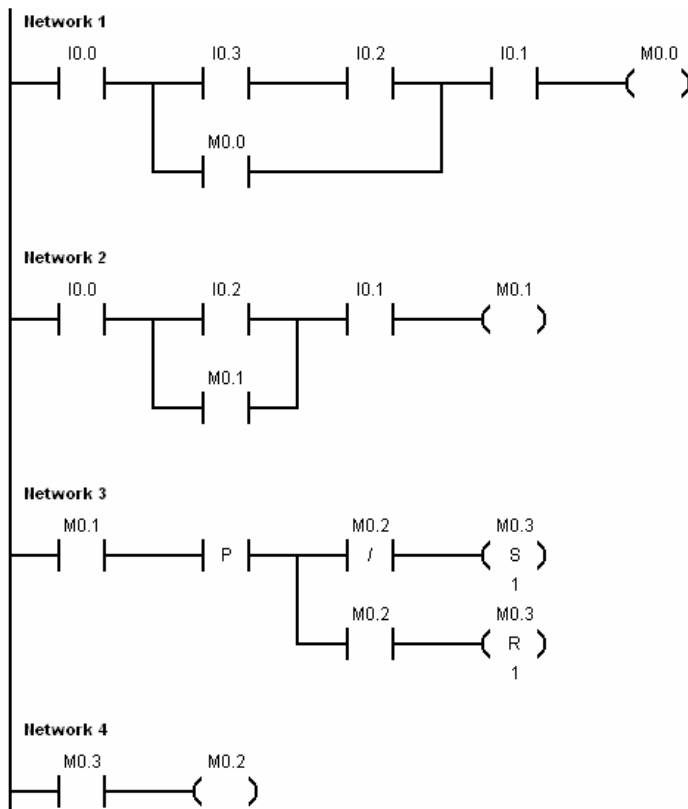 Network 1
I0.0 I0.3 I0.2 I0.1 M0.0
M0.0
Network 2
I0.0 I0.2 I0.1 M0.1
M0.1
Network 3
M0.1 M0.2 M0.3
P / S
1
M0.2 M0.3
R
1
Network 4
M0.3 M0.2